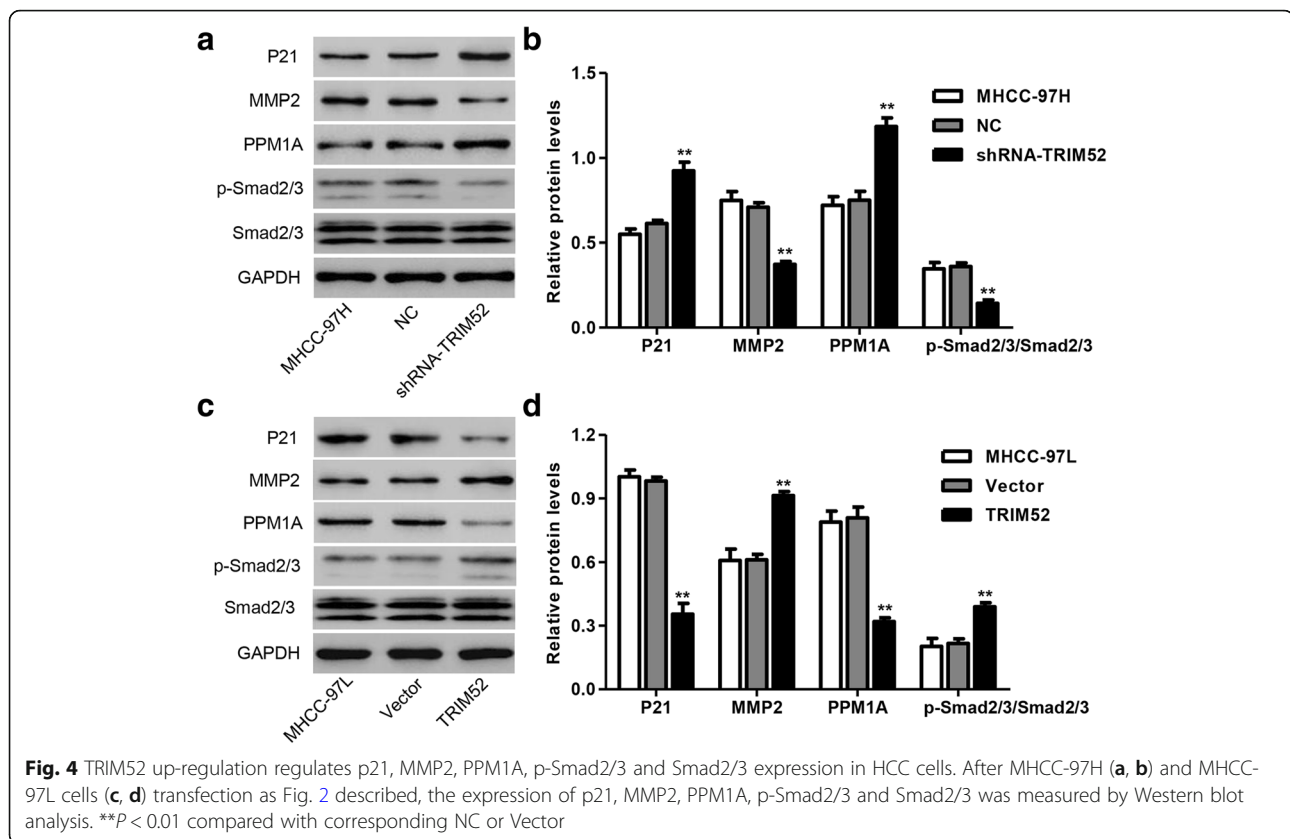 a
P21
MMP2
PPM1A
p-Smad2/3
Smad2/3
GAPDH
MHCC-97H
NC
shRNA-TRIM52
b
Relative protein levels
1.5
1.0
0.5
0.0
MHCC-97H
NC
shRNA-TRIM52
**
**
**
**
P21
MMP2
PPM1A
p-Smad2/3/Smad2/3
c
P21
MMP2
PPM1A
p-Smad2/3
Smad2/3
GAPDH
MHCC-97L
Vector
TRIM52
d
Relative protein levels
1.2
0.9
0.6
0.3
0.0
MHCC-97L
Vector
TRIM52
**
**
**
**
P21
MMP2
PPM1A
p-Smad2/3/Smad2/3
Fig. 4 TRIM52 up-regulation regulates p21, MMP2, PPM1A, p-Smad2/3 and Smad2/3 expression in HCC cells. After MHCC-97H (a, b) and MHCC-
97L cells (c, d) transfection as Fig. 2 described, the expression of p21, MMP2, PPM1A, p-Smad2/3 and Smad2/3 was measured by Western blot
analysis. **P < 0.01 compared with corresponding NC or Vector